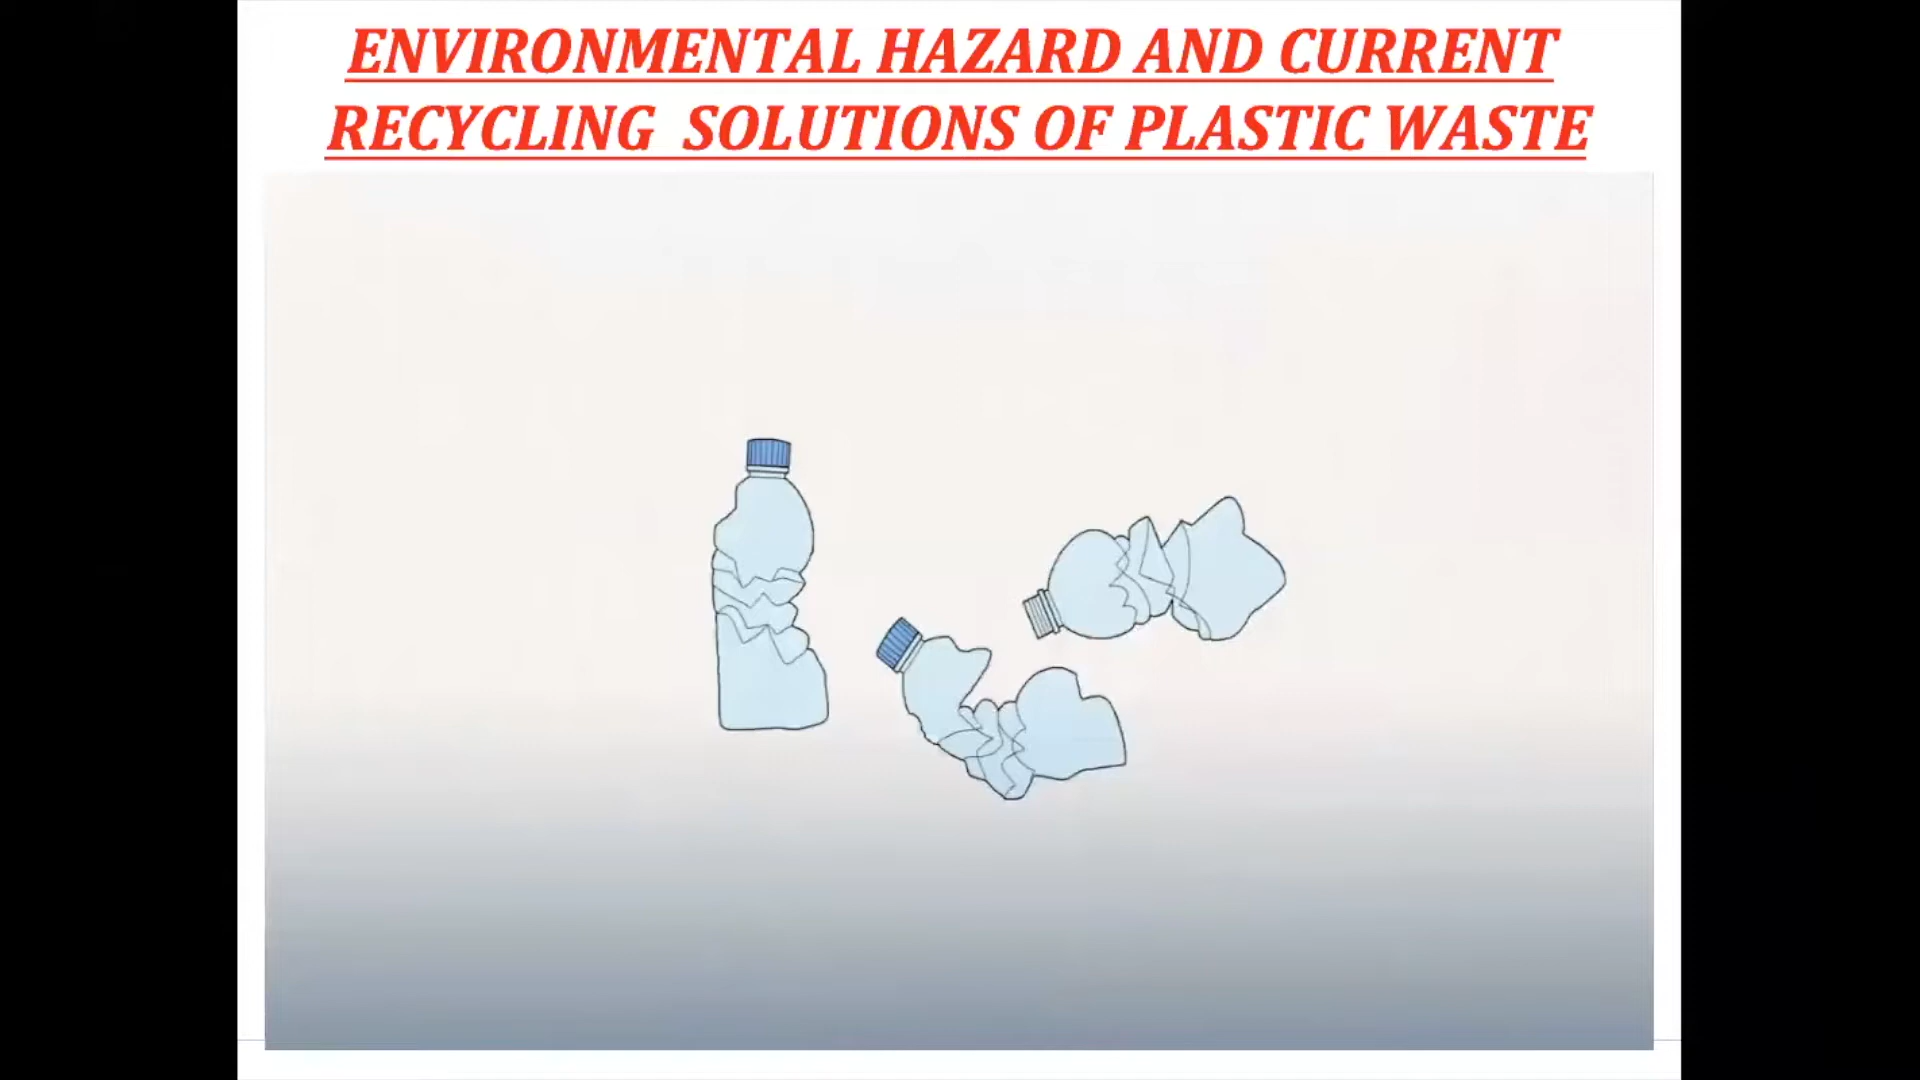 ENVIRONMENTAL HAZARD AND CURRENT
RECYCLING SOLUTIONS OF PLASTIC WASTE